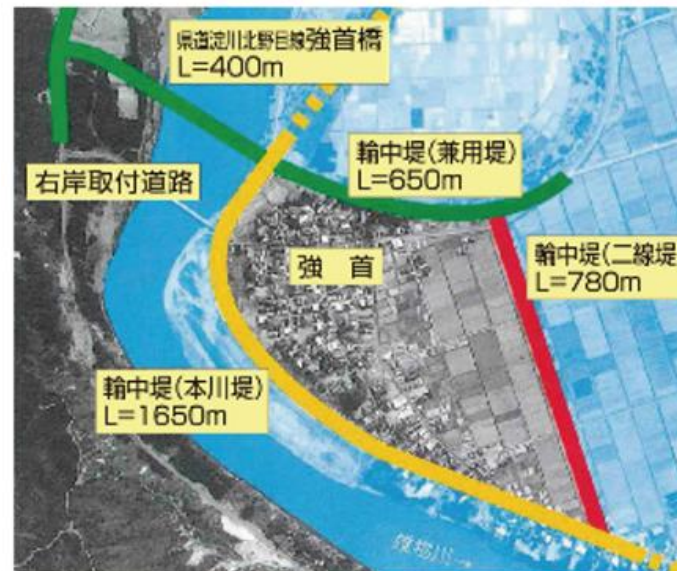 県道淀川北野目線強首橋
L=400m
輪中堤(兼用堤)
L=650m
右岸取付道路
強 首
輪中堤(二線堤
L=780m
輪中堤(本川堤)
L=1650m
雄物川→